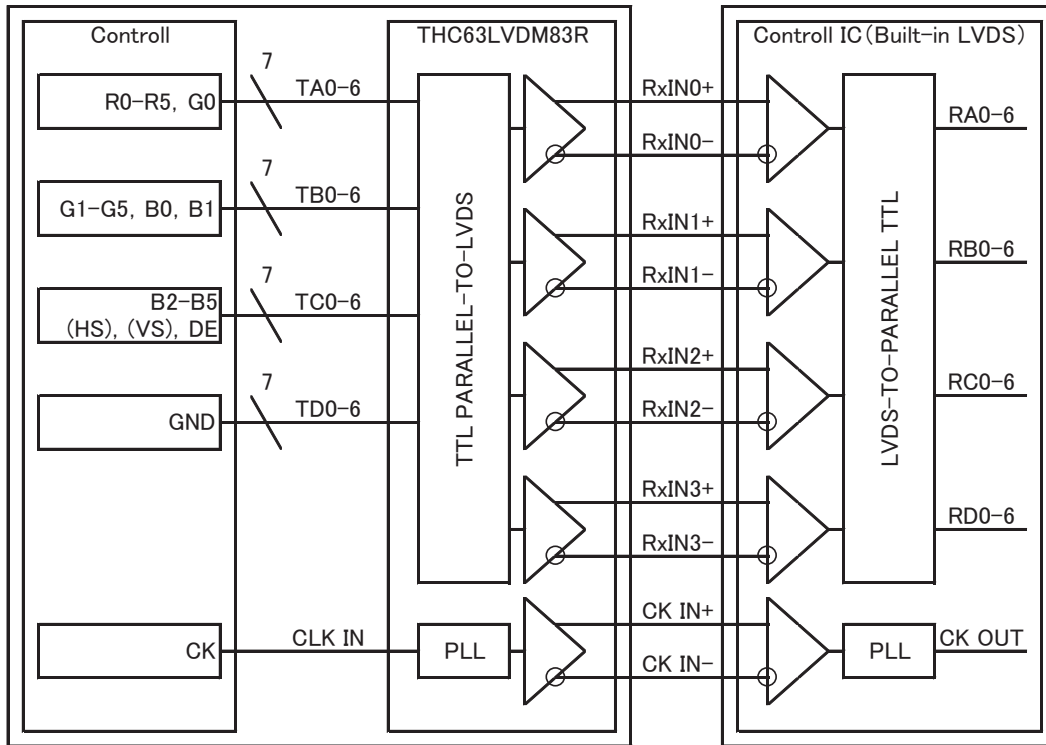 Controll
THC63LVDM83R
Controll IC(Built-in LVDS)
R0-R5, G0
7
TA0-6
RxIN0+
RxIN0-
RA0-6
G1-G5, B0, B1
7
TB0-6
RxIN1+
RxIN1-
RB0-6
B2-B5
(HS), (VS), DE
7
TC0-6
RxIN2+
RxIN2-
RC0-6
GND
7
TD0-6
RxIN3+
RxIN3-
RD0-6
TTL PARALLEL-TO-LVDS
LVDS-TO-PARALLEL TTL
CK
CLK IN
PLL
CK IN+
CK IN-
PLL
CK OUT